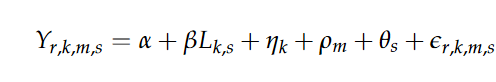 Y_{r,k,m,s} = α + βL_{k,s} + η_k + ρ_m + θ_s + ϵ_{r,k,m,s}